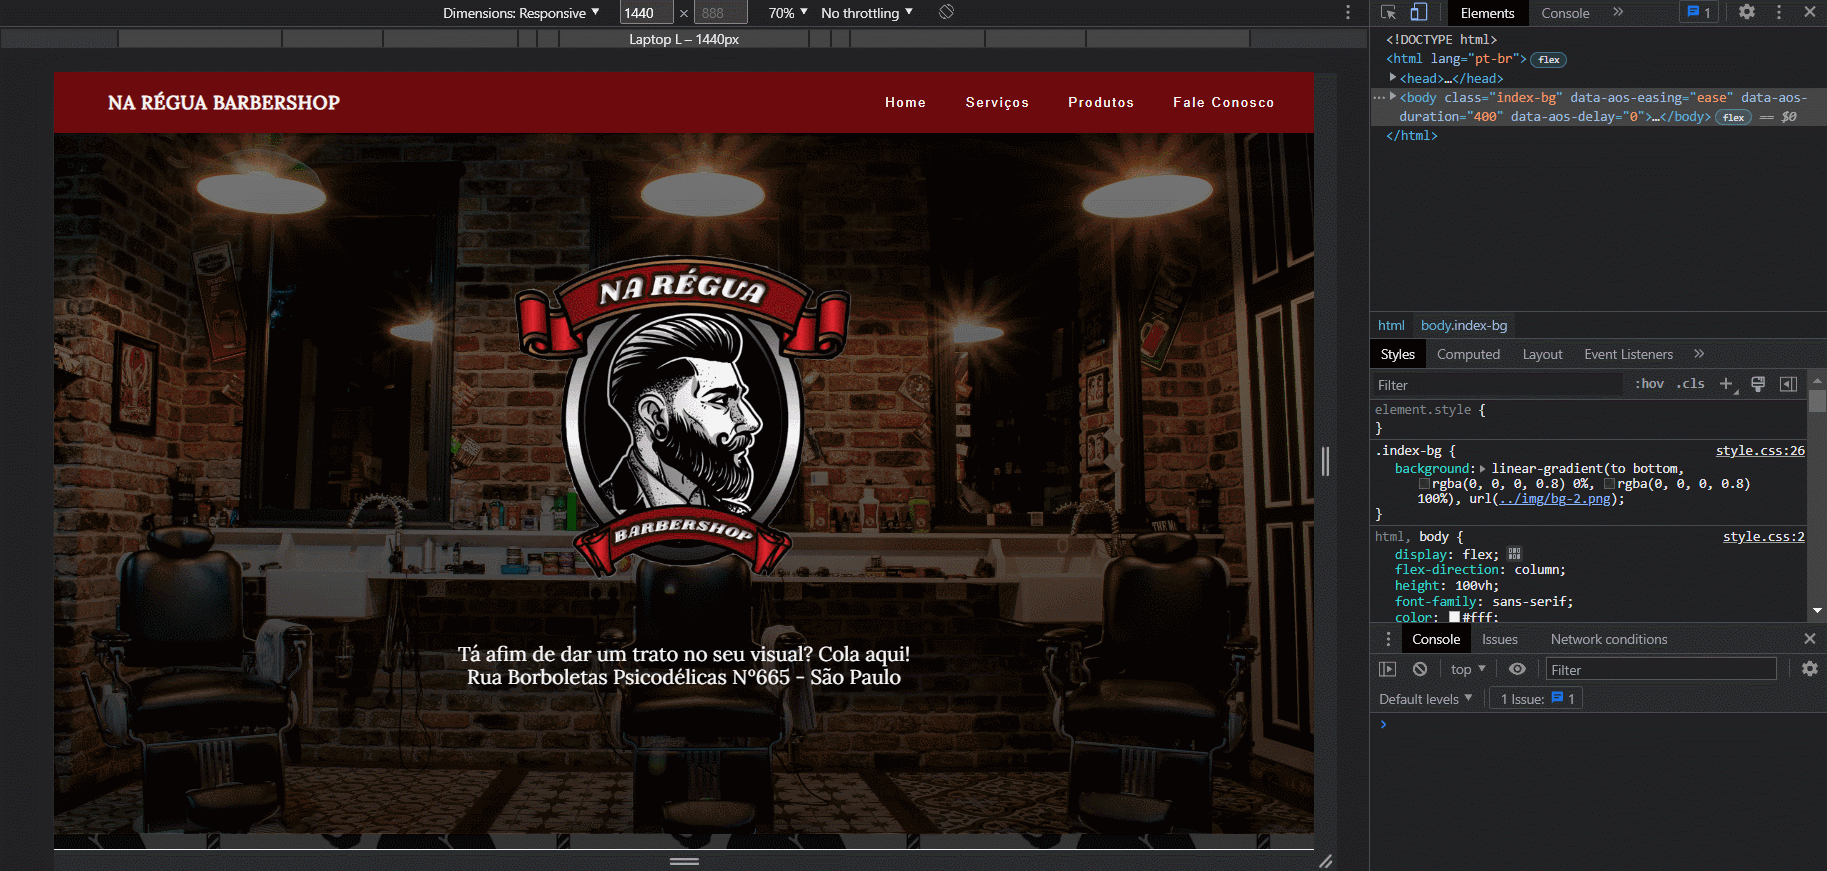 Dimensions: Responsive ▼ 1440 × 888 70% ▼ No throttling ▼
Laptop L – 1440px
NA RÉGUA BARBERSHOP
Home Serviços Produtos Fale Conosco
NA RÉGUA
BARBERSHOP
Tá afim de dar um trato no seu visual? Cola aqui!
Rua Borboletas Psicodélicas Nº665 - São Paulo
Elements Console » 1
<!DOCTYPE html>
<html lang="pt-br"> flex
<head>…</head>
<body class="index-bg" data-aos-easing="ease" data-aos-
duration="400" data-aos-delay="0">…</body> flex == $0
</html>
html body.index-bg
Styles Computed Layout Event Listeners »
Filter :hov .cls +
element.style {
}
.index-bg { style.css:26
background: linear-gradient(to bottom,
rgba(0, 0, 0, 0.8) 0%, rgba(0, 0, 0, 0.8)
100%), url(../img/bg-2.png);
}
html, body { style.css:2
display: flex;
flex-direction: column;
height: 100vh;
font-family: sans-serif;
color: #fff;
Console Issues Network conditions
top ▼ Filter
Default levels ▼ 1 Issue: 1